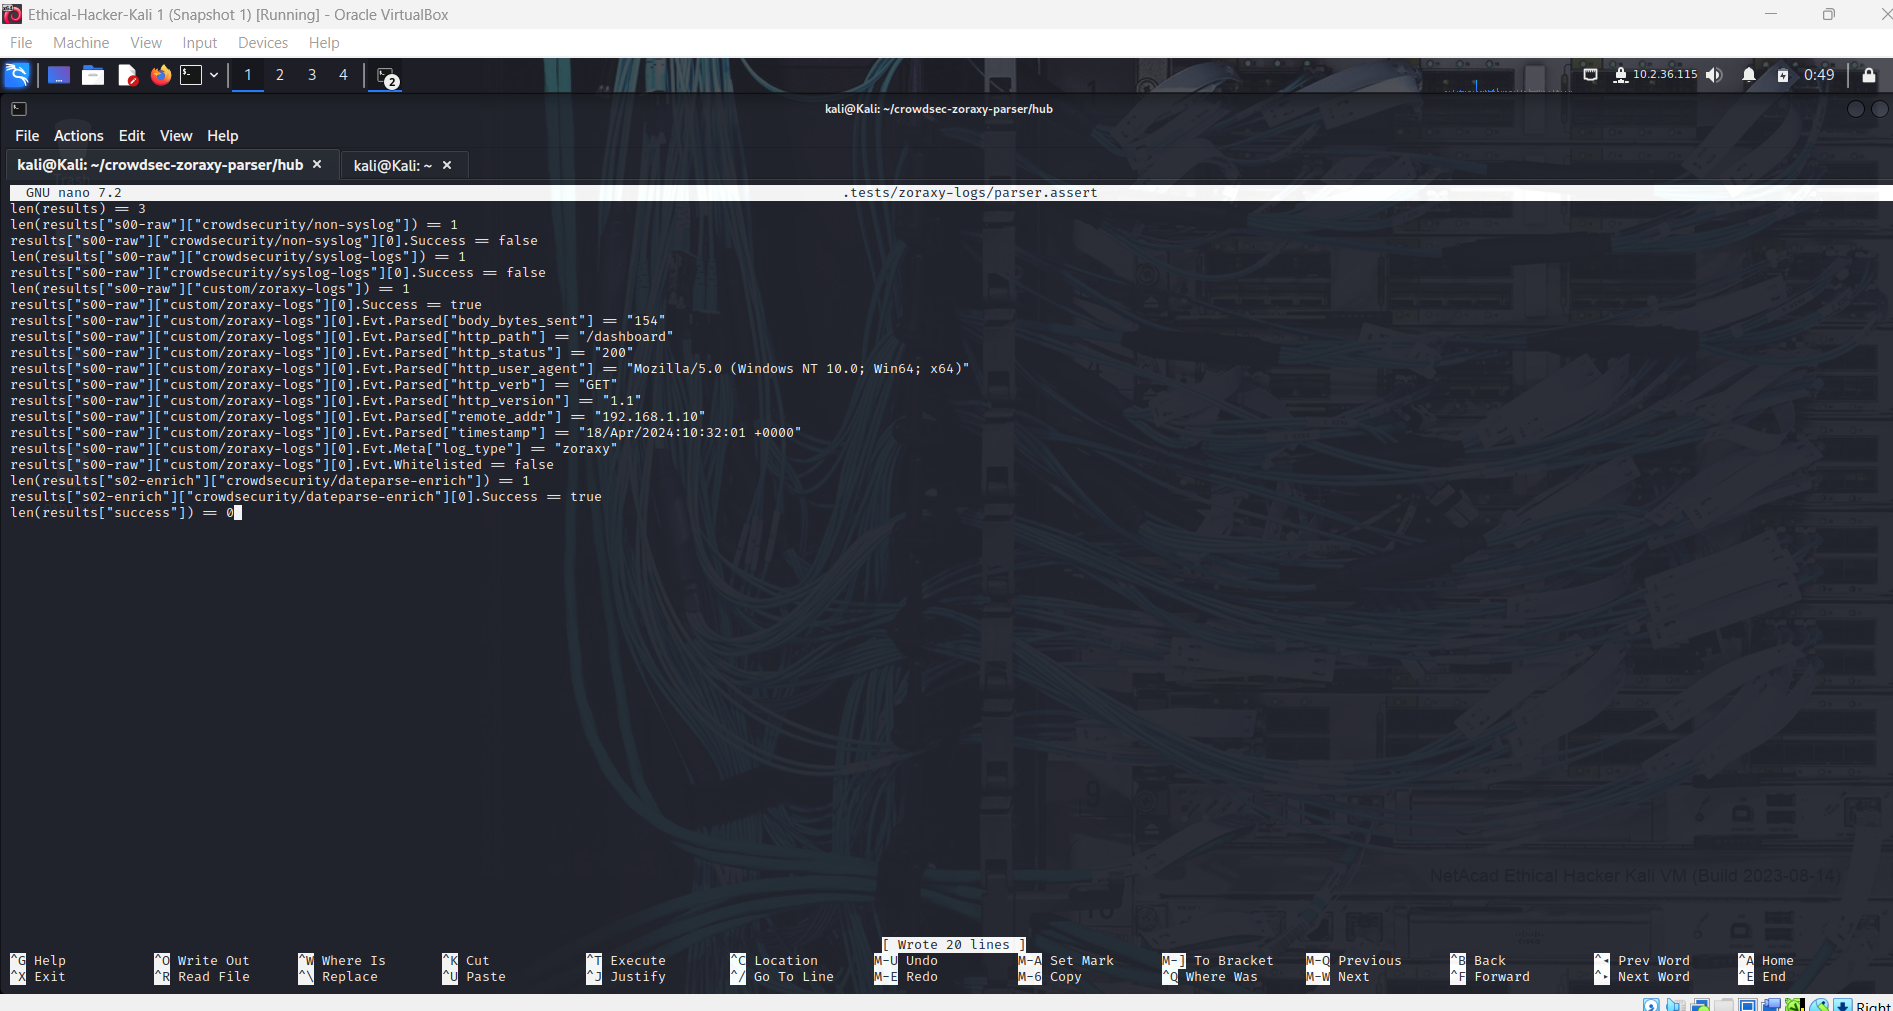 Ethical-Hacker-Kali 1 (Snapshot 1) [Running] - Oracle VirtualBox
File Machine View Input Devices Help
1 2 3 4 2 10.2.36.115 0:49
kali@Kali: ~/crowdsec-zoraxy-parser/hub
File Actions Edit View Help
kali@Kali: ~/crowdsec-zoraxy-parser/hub × kali@Kali: ~ ×
GNU nano 7.2 .tests/zoraxy-logs/parser.assert
len(results) == 3
len(results["s00-raw"]["crowdsecurity/non-syslog"]) == 1
results["s00-raw"]["crowdsecurity/non-syslog"][0].Success == false
len(results["s00-raw"]["crowdsecurity/syslog-logs"]) == 1
results["s00-raw"]["crowdsecurity/syslog-logs"][0].Success == false
len(results["s00-raw"]["custom/zoraxy-logs"]) == 1
results["s00-raw"]["custom/zoraxy-logs"][0].Success == true
results["s00-raw"]["custom/zoraxy-logs"][0].Evt.Parsed["body_bytes_sent"] == "154"
results["s00-raw"]["custom/zoraxy-logs"][0].Evt.Parsed["http_path"] == "/dashboard"
results["s00-raw"]["custom/zoraxy-logs"][0].Evt.Parsed["http_status"] == "200"
results["s00-raw"]["custom/zoraxy-logs"][0].Evt.Parsed["http_user_agent"] == "Mozilla/5.0 (Windows NT 10.0; Win64; x64)"
results["s00-raw"]["custom/zoraxy-logs"][0].Evt.Parsed["http_verb"] == "GET"
results["s00-raw"]["custom/zoraxy-logs"][0].Evt.Parsed["http_version"] == "1.1"
results["s00-raw"]["custom/zoraxy-logs"][0].Evt.Parsed["remote_addr"] == "192.168.1.10"
results["s00-raw"]["custom/zoraxy-logs"][0].Evt.Parsed["timestamp"] == "18/Apr/2024:10:32:01 +0000"
results["s00-raw"]["custom/zoraxy-logs"][0].Evt.Meta["log_type"] == "zoraxy"
results["s00-raw"]["custom/zoraxy-logs"][0].Evt.Whitelisted == false
len(results["s02-enrich"]["crowdsecurity/dateparse-enrich"]) == 1
results["s02-enrich"]["crowdsecurity/dateparse-enrich"][0].Success == true
len(results["success"]) == 0
NetAcad Ethical Hacker Kali VM (Build 2023-08-14)
[ Wrote 20 lines ]
^G Help ^O Write Out ^W Where Is ^K Cut ^T Execute ^C Location M-U Undo M-A Set Mark M-] To Bracket M-Q Previous ^B Back ^◂ Prev Word ^A Home
^X Exit ^R Read File ^\ Replace ^U Paste ^J Justify ^/ Go To Line M-E Redo M-6 Copy ^Q Where Was M-W Next ^F Forward ^▸ Next Word ^E End
Right